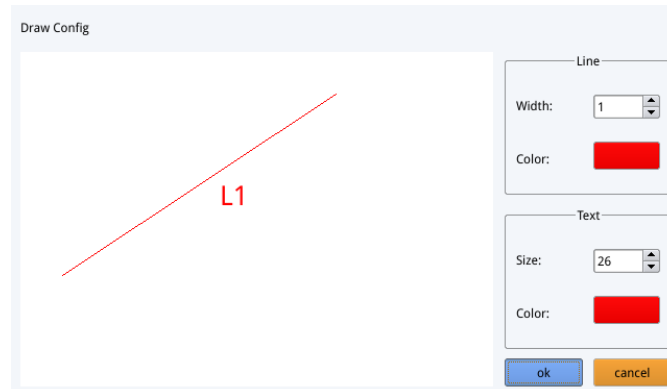 Draw Config
L1
Line
Width:
1
Color:
Text
Size:
26
Color:
ok
cancel